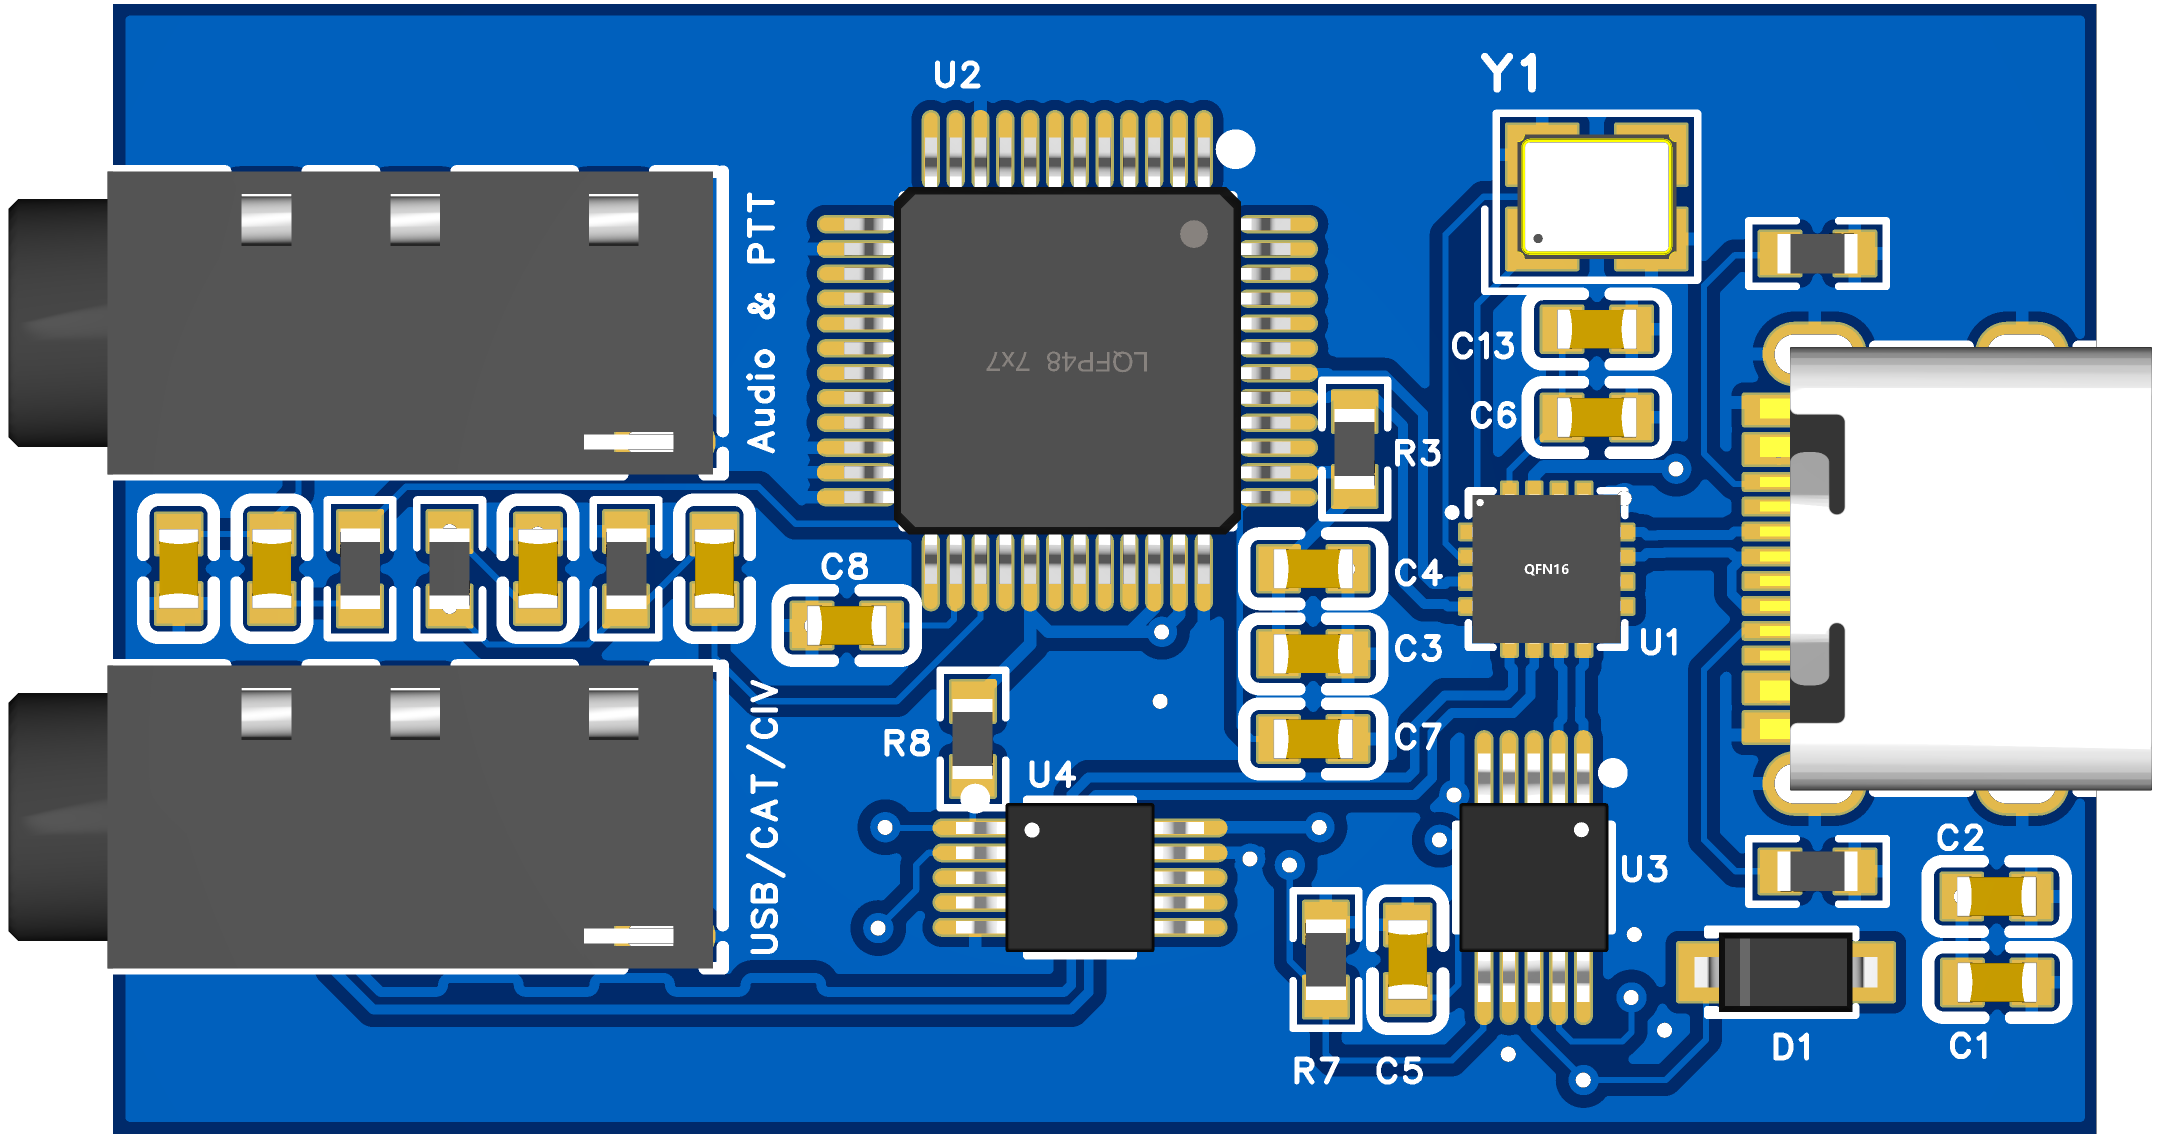 U2
Y1
Audio & PTT
LQFP48 7x7
C13
C6
R3
C8
C4
QFN16
C3
U1
USB/CAT/CIV
R8
C7
U4
C2
U3
D1
C1
R7
C5